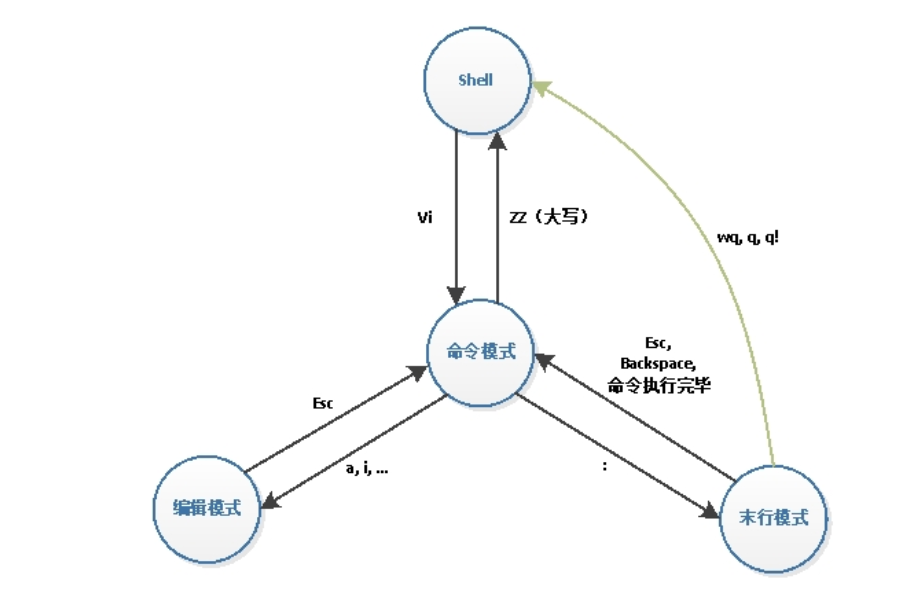 Shell
Vi
ZZ（大写）
wq, q, q!
命令模式
Esc,
Backspace,
命令执行完毕
Esc
a, i, ...
:
编辑模式
末行模式